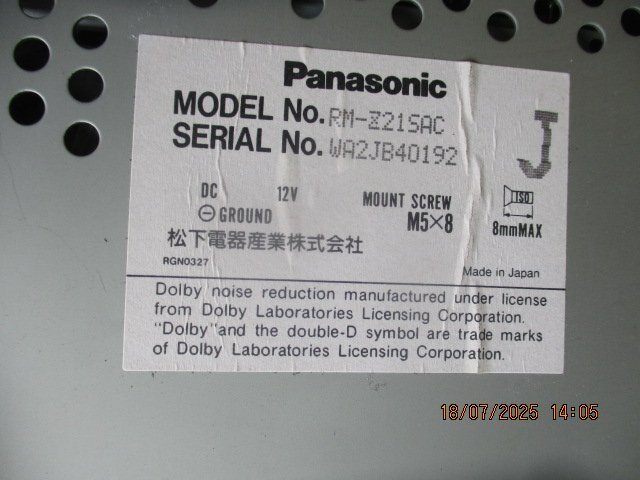 Panasonic
MODEL No. RM-Z21SAC
SERIAL No. WA2JB40192
J
DC 12V
⊖ GROUND
MOUNT SCREW
M5×8
ISO
8mmMAX
松下電器産業株式会社
RGN0327
Made in Japan
Dolby noise reduction manufactured under license
from Dolby Laboratories Licensing Corporation.
"Dolby" and the double-D symbol are trade marks
of Dolby Laboratories Licensing Corporation.
18/07/2025 14:05